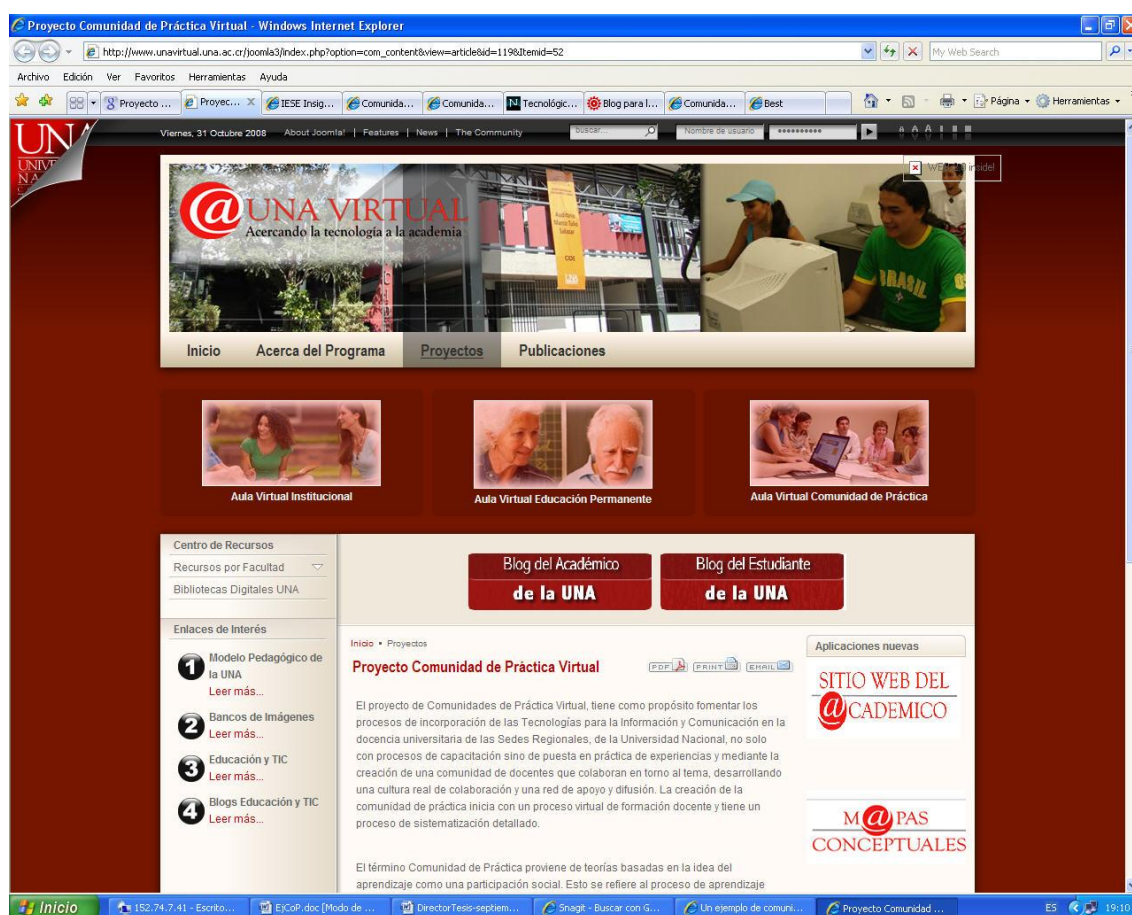 Proyecto Comunidad de Práctica Virtual - Windows Internet Explorer
http://www.unavirtual.una.ac.cr/joomla3/index.php?option=com_content&view=article&id=119&Itemid=52
My Web Search
Archivo Edición Ver Favoritos Herramientas Ayuda
Proyecto ... Proyec... IESE Insig... Comunida... Comunida... Tecnológic... Blog para l... Comunida... Best Página Herramientas
UNA
Viernes, 31 Octubre 2008 About Joomla! | Features | News | The Community buscar... Nombre de usuario
@UNA VIRTUAL
Acercando la tecnología a la academia
BRASIL
Inicio Acerca del Programa Proyectos Publicaciones
Aula Virtual Institucional
Aula Virtual Educación Permanente
Aula Virtual Comunidad de Práctica
Centro de Recursos
Recursos por Facultad
Bibliotecas Digitales UNA
Enlaces de Interés
1 Modelo Pedagógico de
la UNA
Leer más...
2 Bancos de Imágenes
Leer más...
3 Educación y TIC
Leer más...
4 Blogs Educación y TIC
Leer más...
Blog del Académico
de la UNA
Blog del Estudiante
de la UNA
Inicio • Proyectos
Proyecto Comunidad de Práctica Virtual PDF PRINT EMAIL
El proyecto de Comunidades de Práctica Virtual, tiene como propósito fomentar los
procesos de incorporación de las Tecnologías para la Información y Comunicación en la
docencia universitaria de las Sedes Regionales, de la Universidad Nacional, no solo
con procesos de capacitación sino de puesta en práctica de experiencias y mediante la
creación de una comunidad de docentes que colaboran en torno al tema, desarrollando
una cultura real de colaboración y una red de apoyo y difusión. La creación de la
comunidad de práctica inicia con un proceso virtual de formación docente y tiene un
proceso de sistematización detallado.
El término Comunidad de Práctica proviene de teorías basadas en la idea del
aprendizaje como una participación social. Esto se refiere al proceso de aprendizaje
Aplicaciones nuevas
SITIO WEB DEL
@CADEMICO
M@PAS
CONCEPTUALES
Inicio 152.74.7.41 - Escrito... EjCoP.doc [Modo de ... DirectorTesis-septiem... Snagit - Buscar con G... Un ejemplo de comuni... Proyecto Comunidad ... ES 19:10